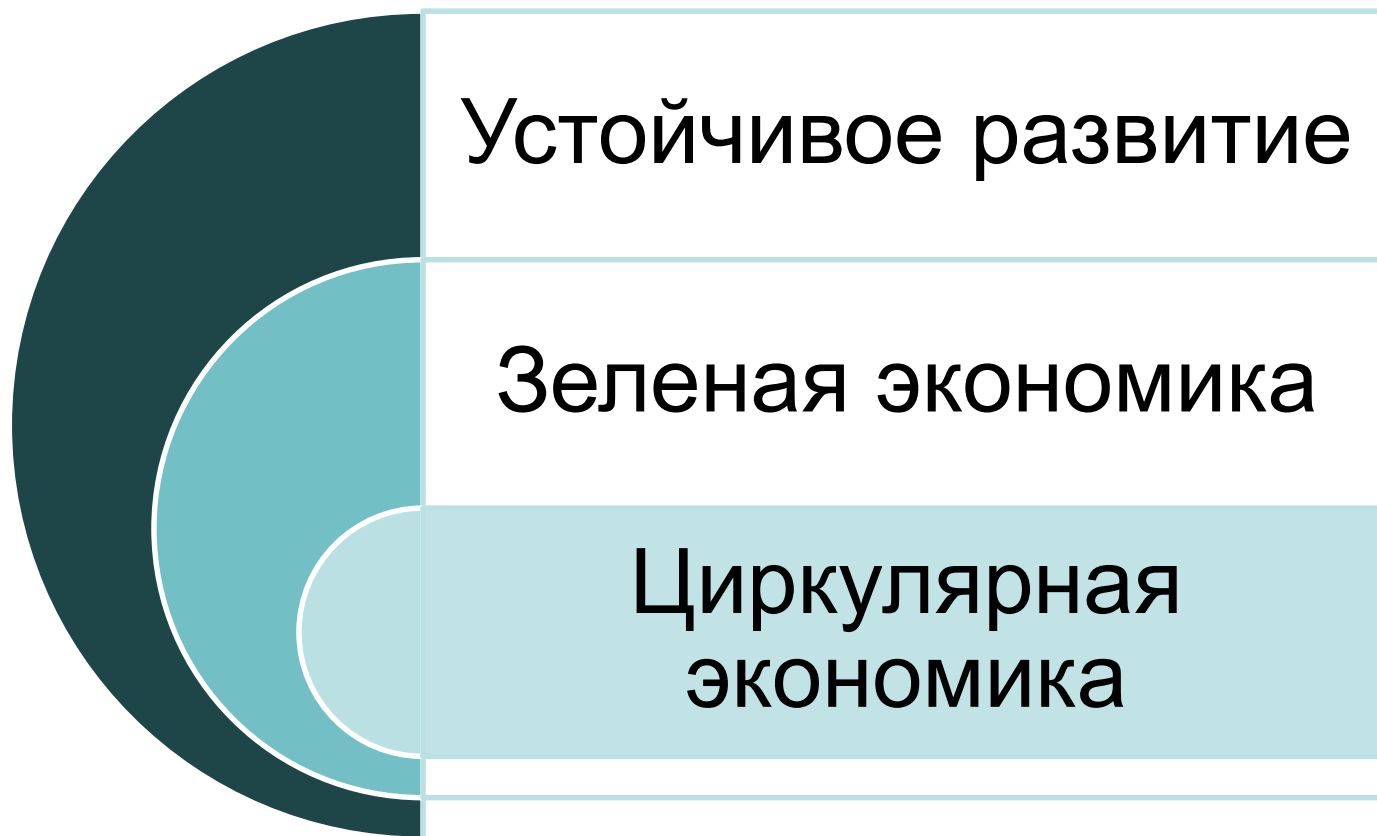 Устойчивое развитие
Зеленая экономика
Циркулярная
экономика